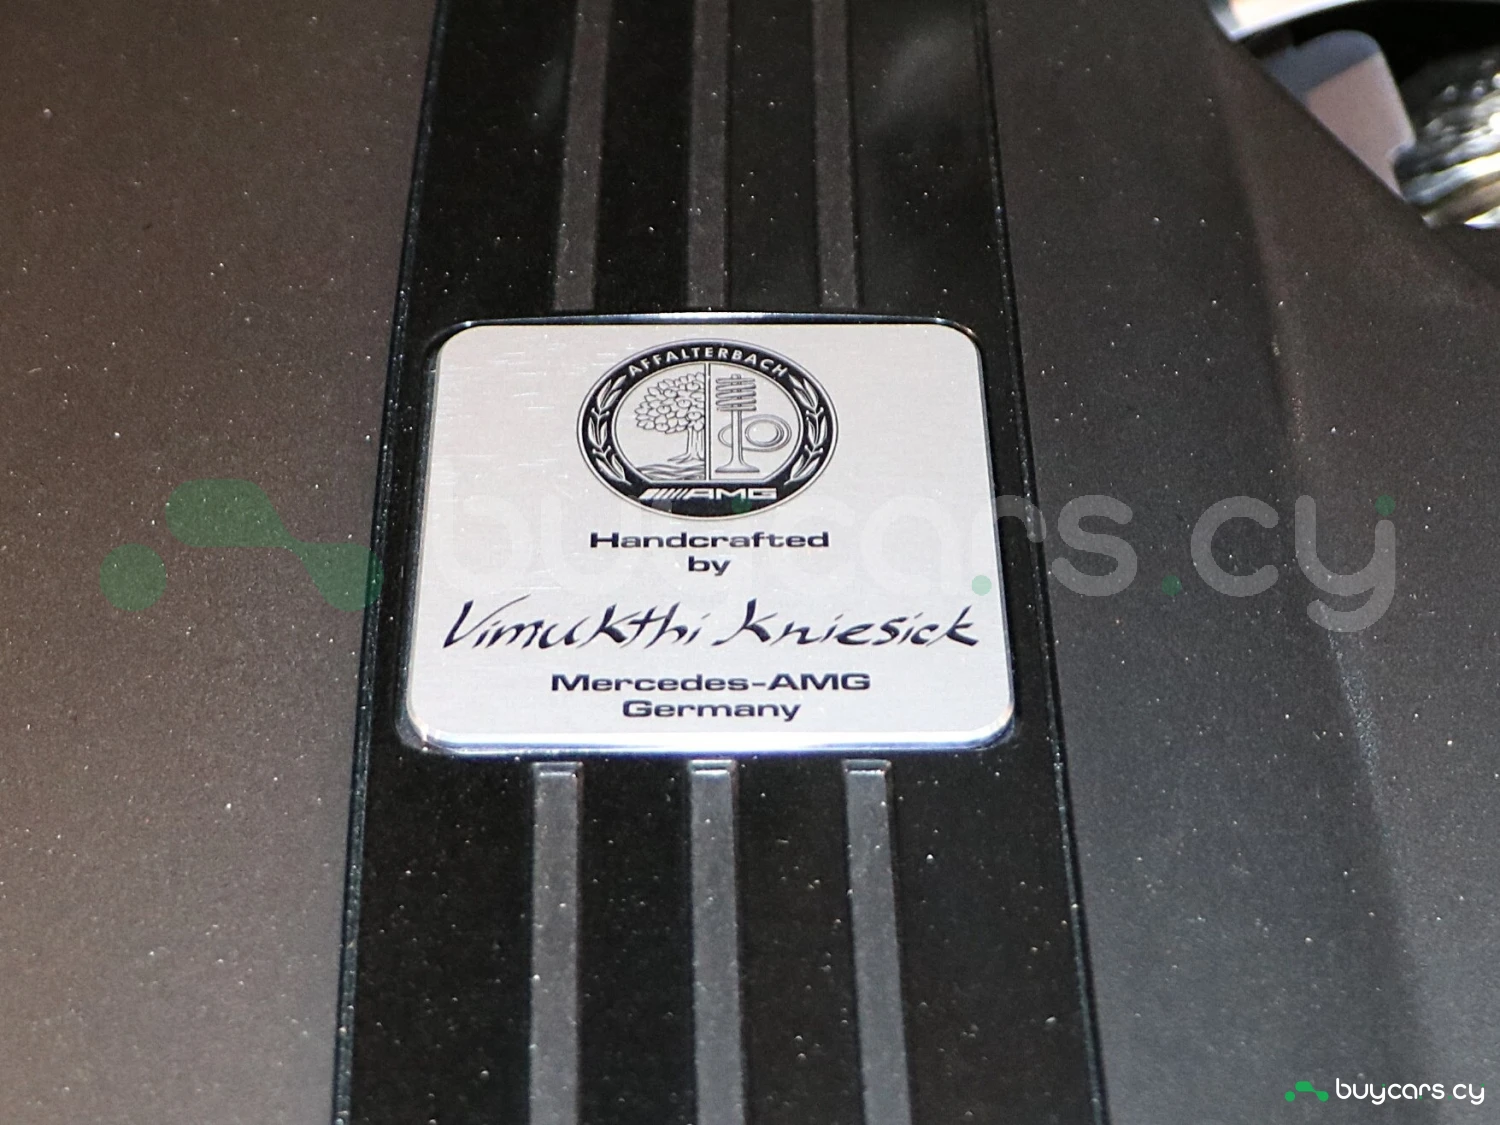 AFFALTERBACH
AMG
Handcrafted
by
Vimukthi Kniesick
Mercedes-AMG
Germany
buycars.cy
buycars.cy